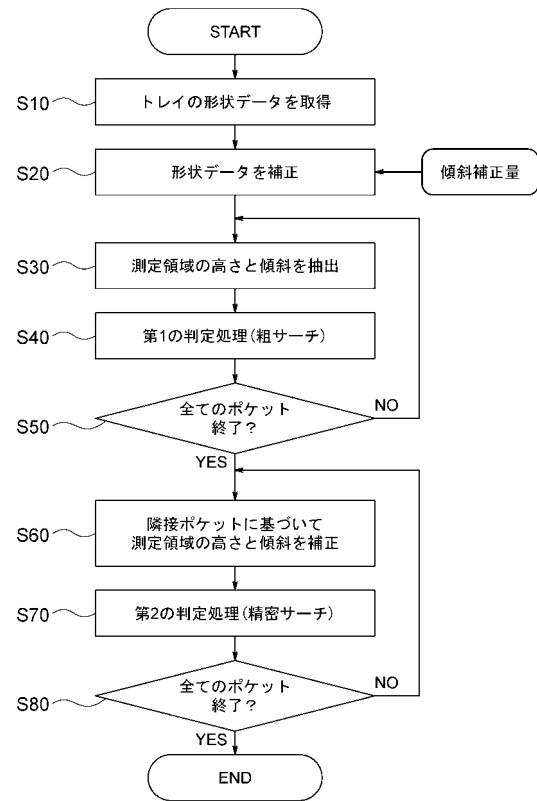 START
S10
トレイの形状データを取得
S20
形状データを補正
傾斜補正量
S30
測定領域の高さと傾斜を抽出
S40
第1の判定処理(粗サーチ)
S50
全てのポケット
終了?
NO
YES
S60
隣接ポケットに基づいて
測定領域の高さと傾斜を補正
S70
第2の判定処理(精密サーチ)
S80
全てのポケット
終了?
NO
YES
END